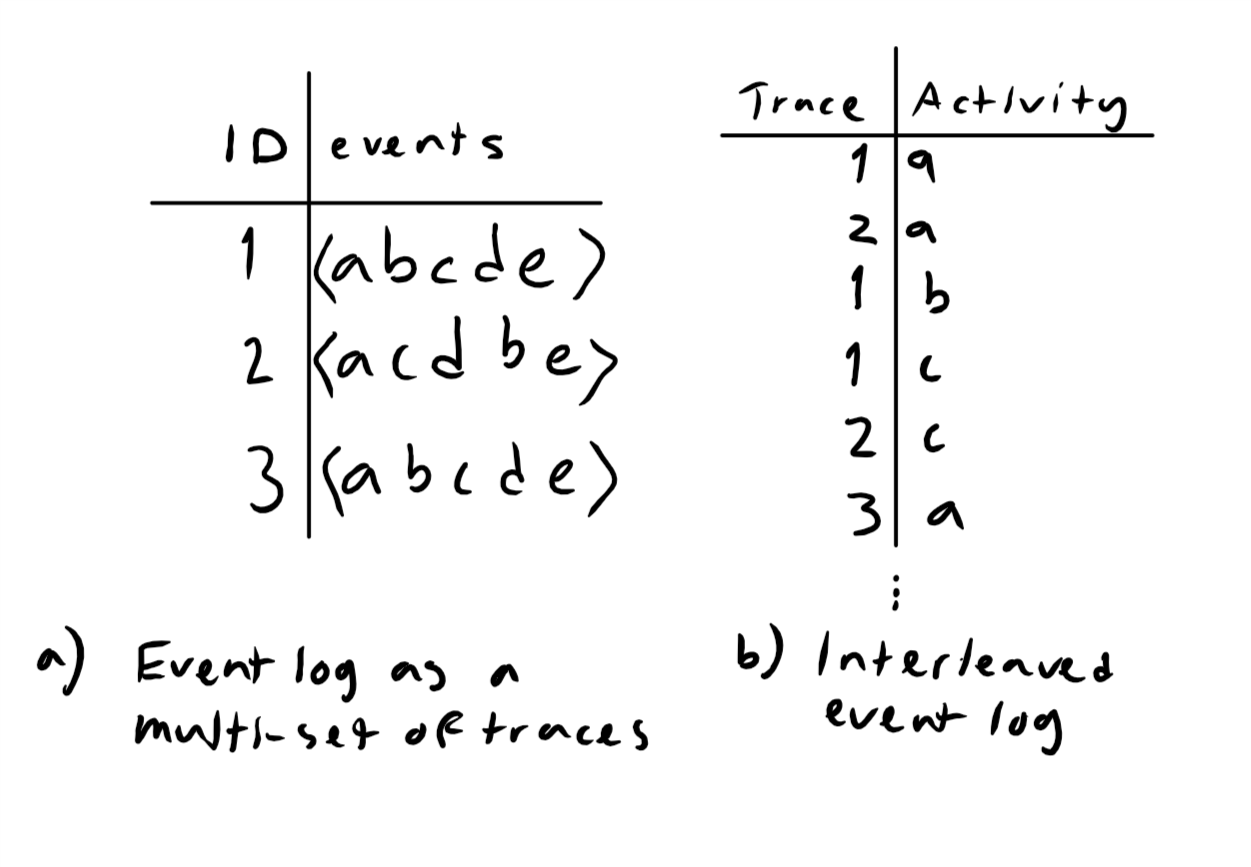 ID events
1 ⟨abcde⟩
2 ⟨acdbe⟩
3 ⟨abcde⟩
a) Event log as a
multi-set of traces
Trace Activity
1 a
2 a
1 b
1 c
2 c
3 a
⋮
b) Interleaved
event log